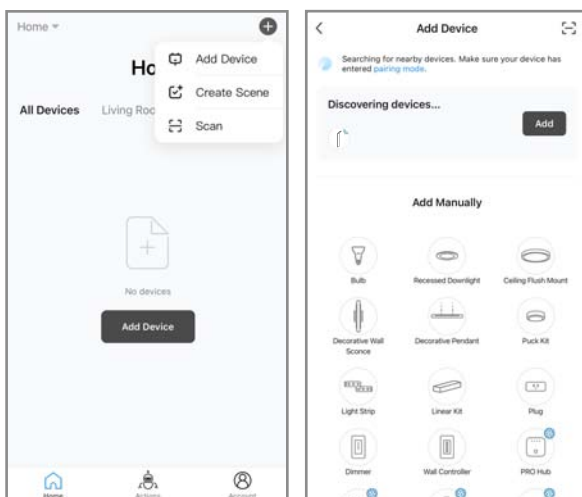 Home
Add Device
Create Scene
Scan
Ho
All Devices
Living Roo
No devices
Add Device
Home
Actions
Account
Add Device
Searching for nearby devices. Make sure your device has
entered pairing mode.
Discovering devices...
Add
Add Manually
Bulb
Recessed Downlight
Ceiling Flush Mount
Decorative Wall
Sconce
Decorative Pendant
Puck Kit
Light Strip
Linear Kit
Plug
Dimmer
Wall Controller
PRO Hub